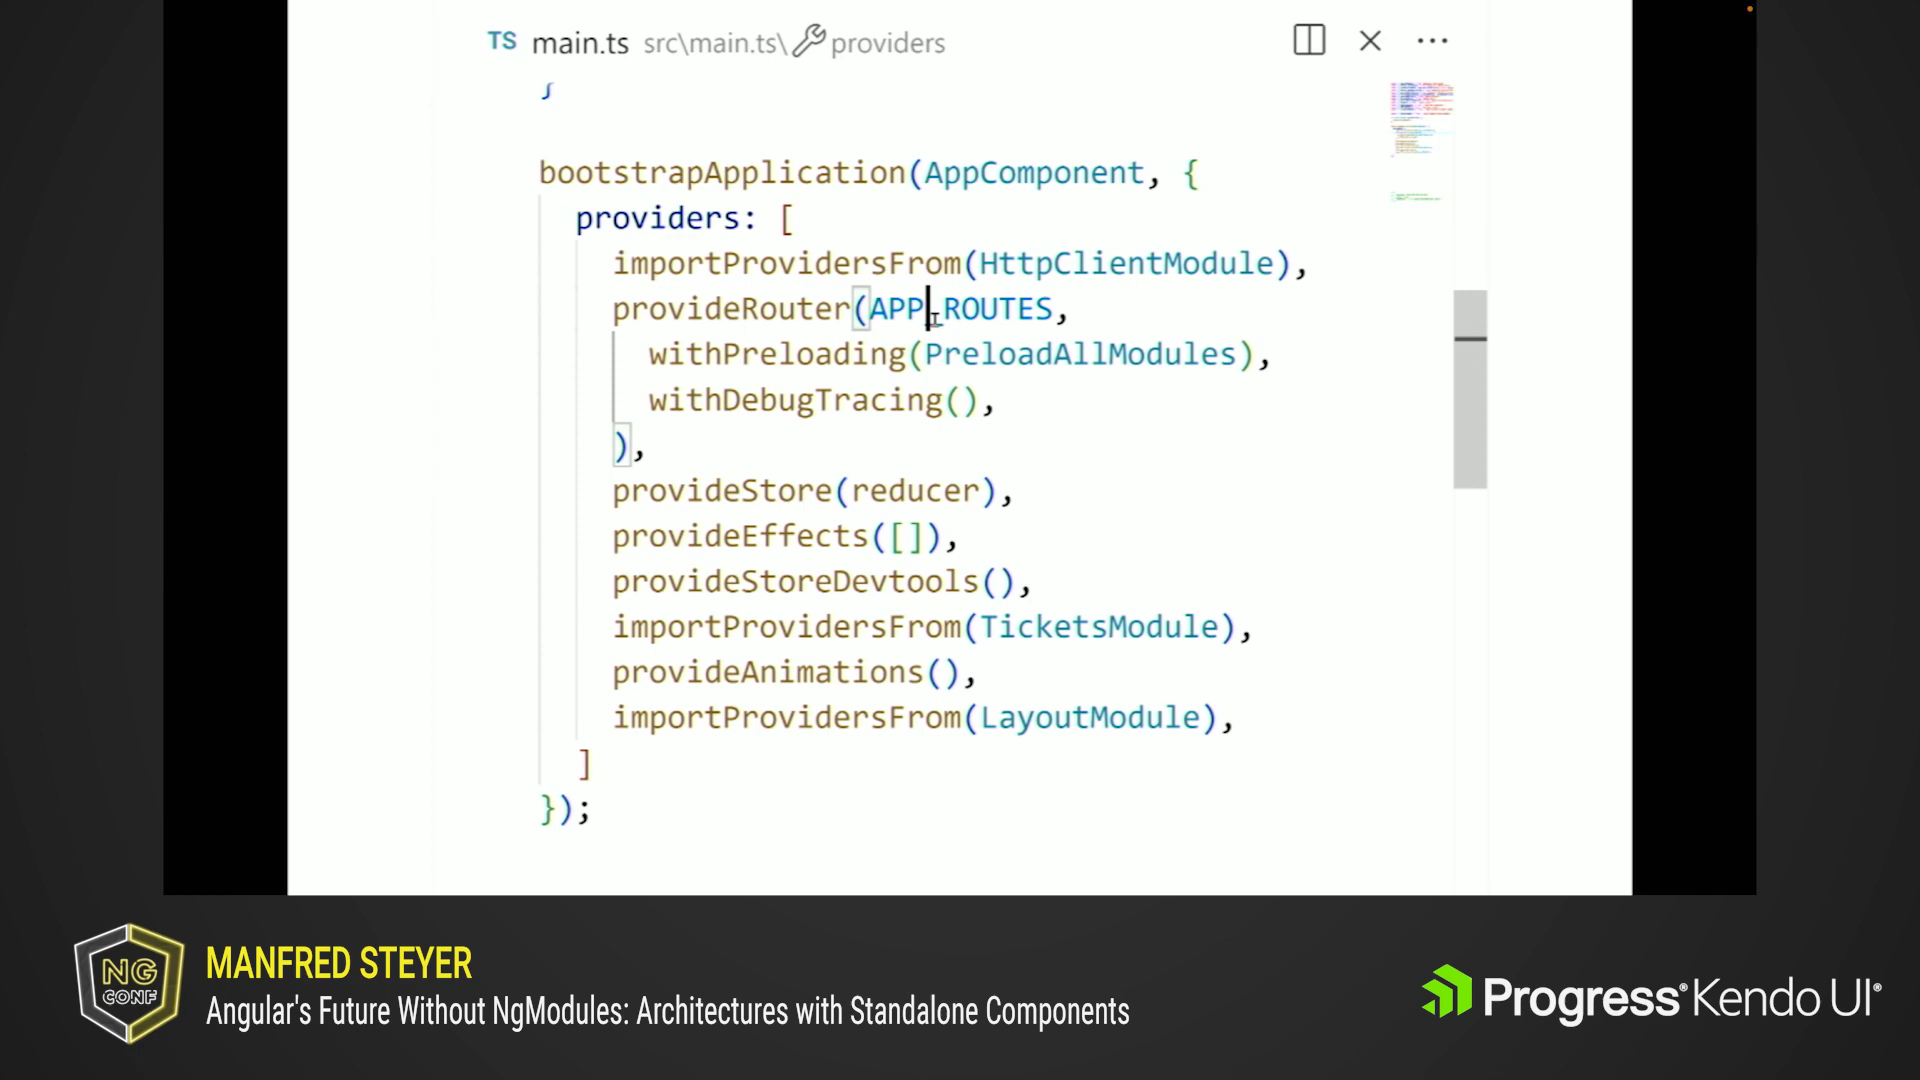 TS main.ts src\main.ts\ providers
bootstrapApplication(AppComponent, {
providers: [
importProvidersFrom(HttpClientModule),
provideRouter(APP_ROUTES,
withPreloading(PreloadAllModules),
withDebugTracing(),
),
provideStore(reducer),
provideEffects([]),
provideStoreDevtools(),
importProvidersFrom(TicketsModule),
provideAnimations(),
importProvidersFrom(LayoutModule),
]
});
NG CONF
MANFRED STEYER
Angular's Future Without NgModules: Architectures with Standalone Components
Progress® Kendo UI®